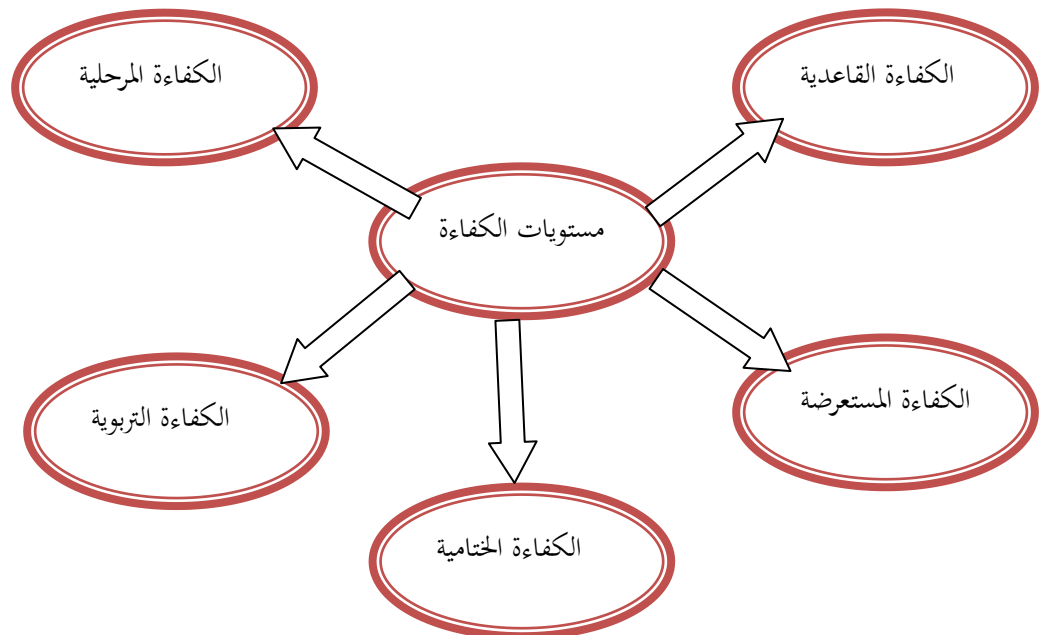 الكفاءة القاعدية
الكفاءة المرحلية
مستويات الكفاءة
الكفاءة المستعرضة
الكفاءة التربوية
الكفاءة الختامية